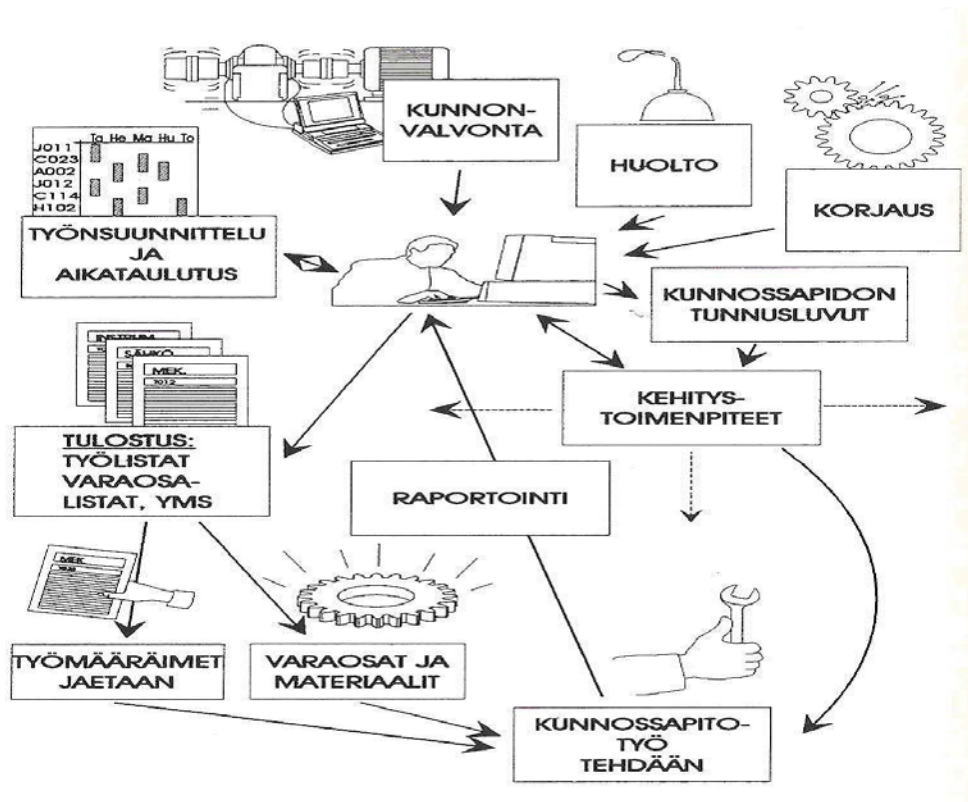 KUNNON-
VALVONTA
HUOLTO
KORJAUS
Ta He Ma Hu To
J011
C023
A002
J012
C114
H102
TYÖNSUUNNITTELU
JA
AIKATAULUTUS
KUNNOSSAPIDON
TUNNUSLUVUT
INSTRUM.
SÄHKÖ
MEK.
KEHITYS-
TOIMENPITEET
TULOSTUS:
TYÖLISTAT
VARAOSA-
LISTAT, YMS
RAPORTOINTI
MEK.
TYÖMÄÄRÄIMET
JAETAAN
VARAOSAT JA
MATERIAALIT
KUNNOSSAPITO-
TYÖ
TEHDÄÄN